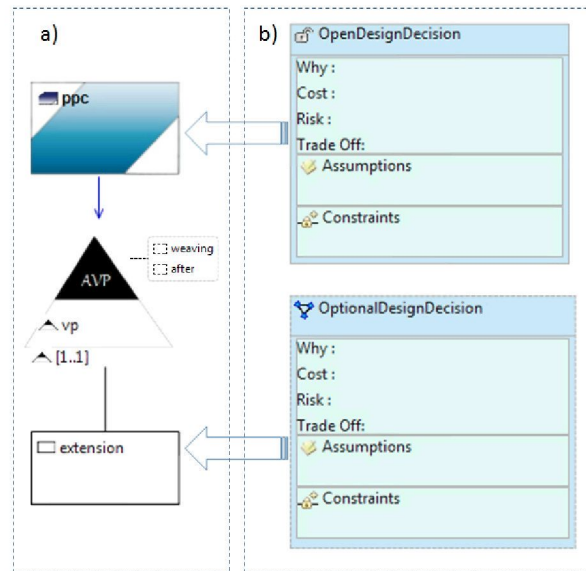 a)
ppc
weaving
after
AVP
vp
[1..1]
extension
b)
OpenDesignDecision
Why :
Cost :
Risk :
Trade Off:
Assumptions
Constraints
OptionalDesignDecision
Why :
Cost :
Risk :
Trade Off:
Assumptions
Constraints